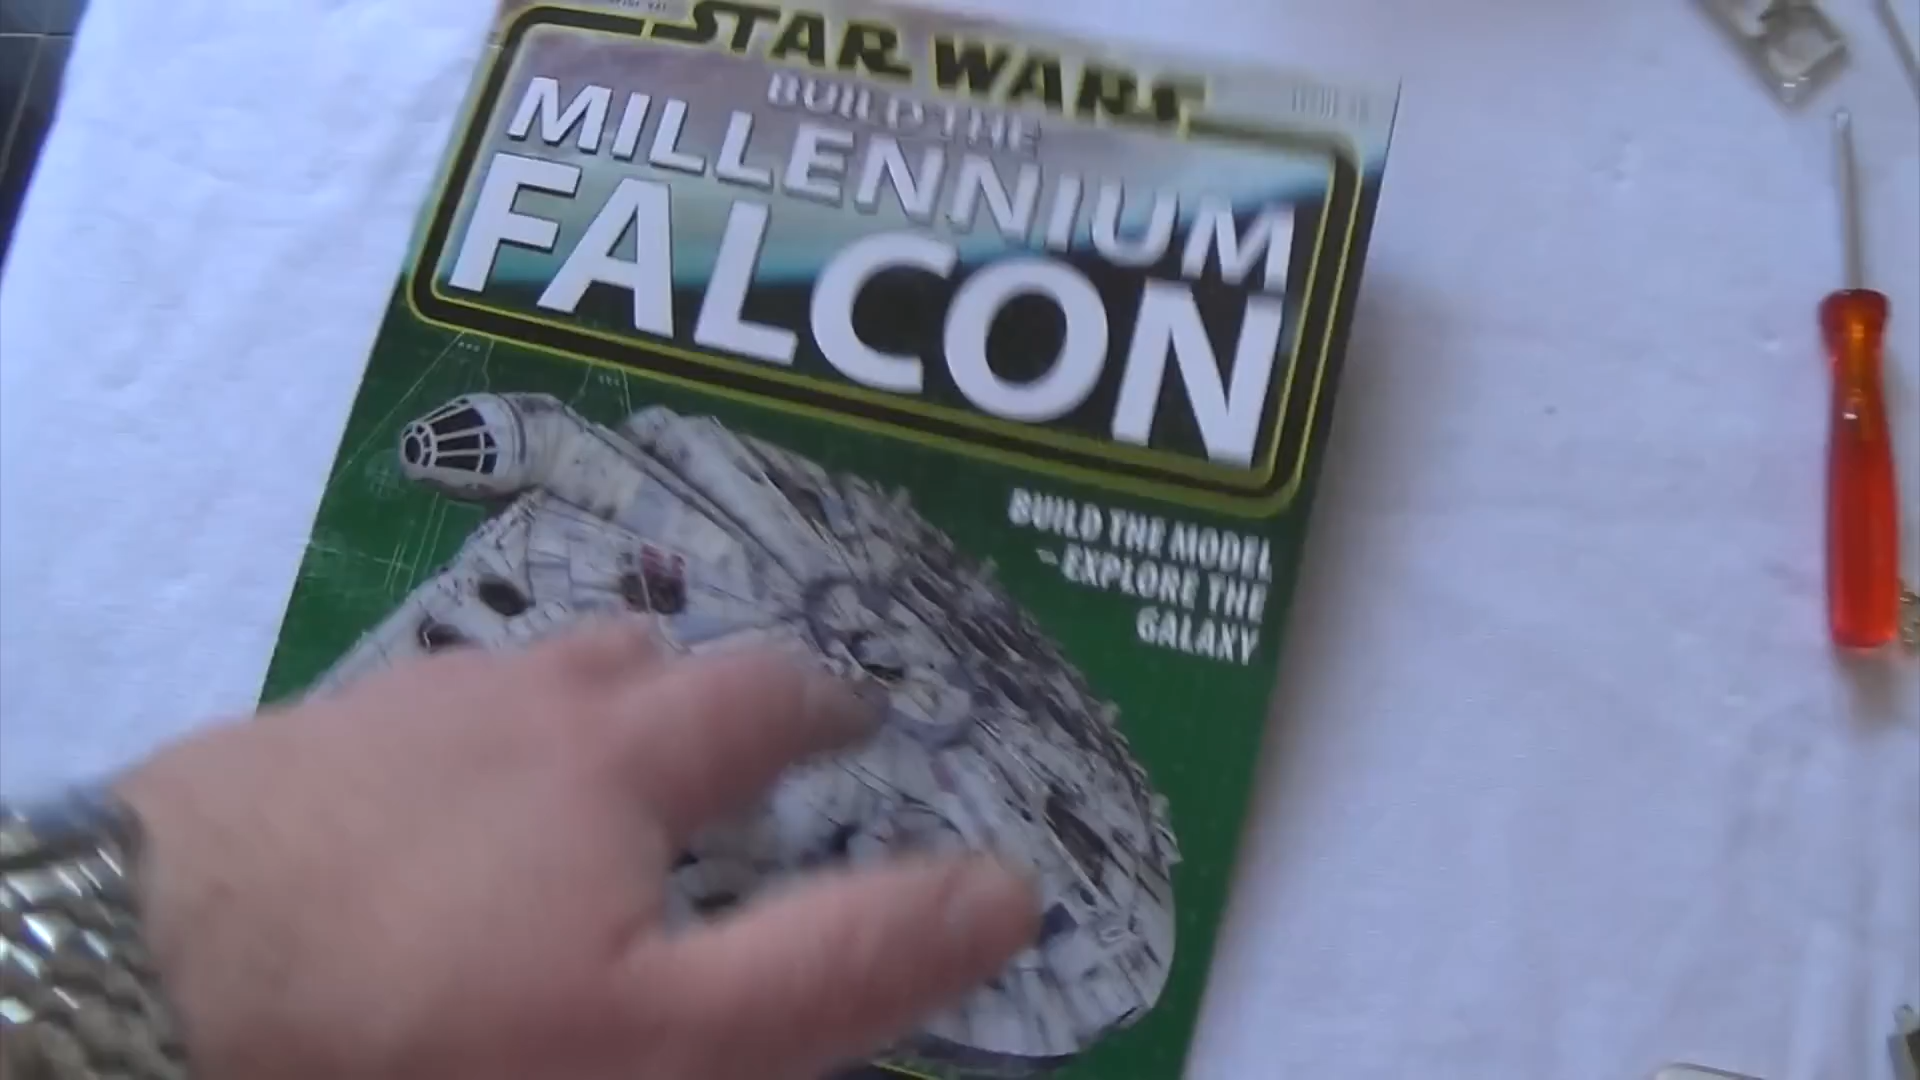 STAR WARS
BUILD THE
MILLENNIUM
FALCON
BUILD THE MODEL
- EXPLORE THE
GALAXY